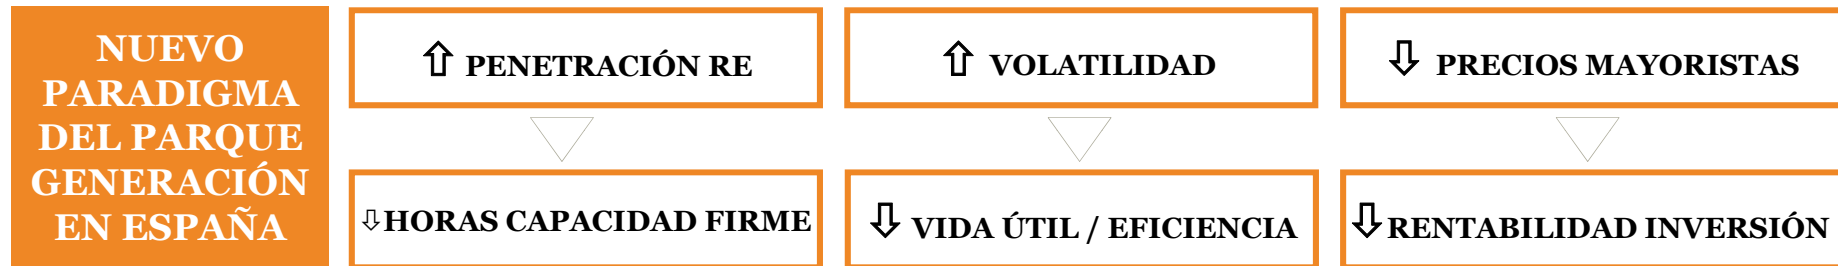 NUEVO
PARADIGMA
DEL PARQUE
GENERACIÓN
EN ESPAÑA
⇧ PENETRACIÓN RE
⇧ VOLATILIDAD
⇩ PRECIOS MAYORISTAS
⇩HORAS CAPACIDAD FIRME
⇩ VIDA ÚTIL / EFICIENCIA
⇩RENTABILIDAD INVERSIÓN